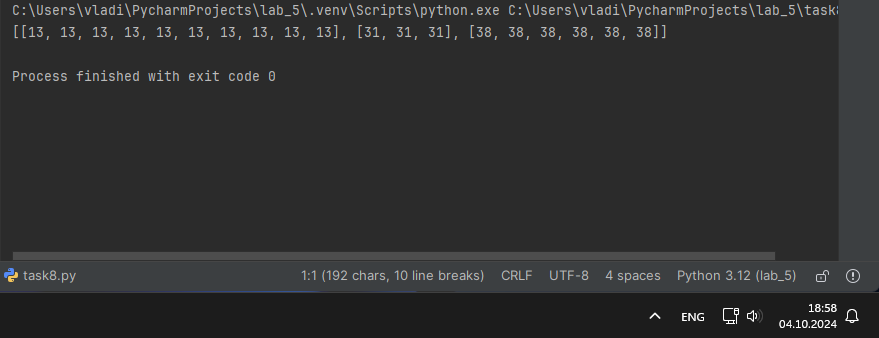 C:\Users\vladi\PycharmProjects\lab_5\.venv\Scripts\python.exe C:\Users\vladi\PycharmProjects\lab_5\task8
[[13, 13, 13, 13, 13, 13, 13, 13, 13, 13], [31, 31, 31], [38, 38, 38, 38, 38, 38]]
Process finished with exit code 0
task8.py 1:1 (192 chars, 10 line breaks) CRLF UTF-8 4 spaces Python 3.12 (lab_5)
ENG 18:58
04.10.2024